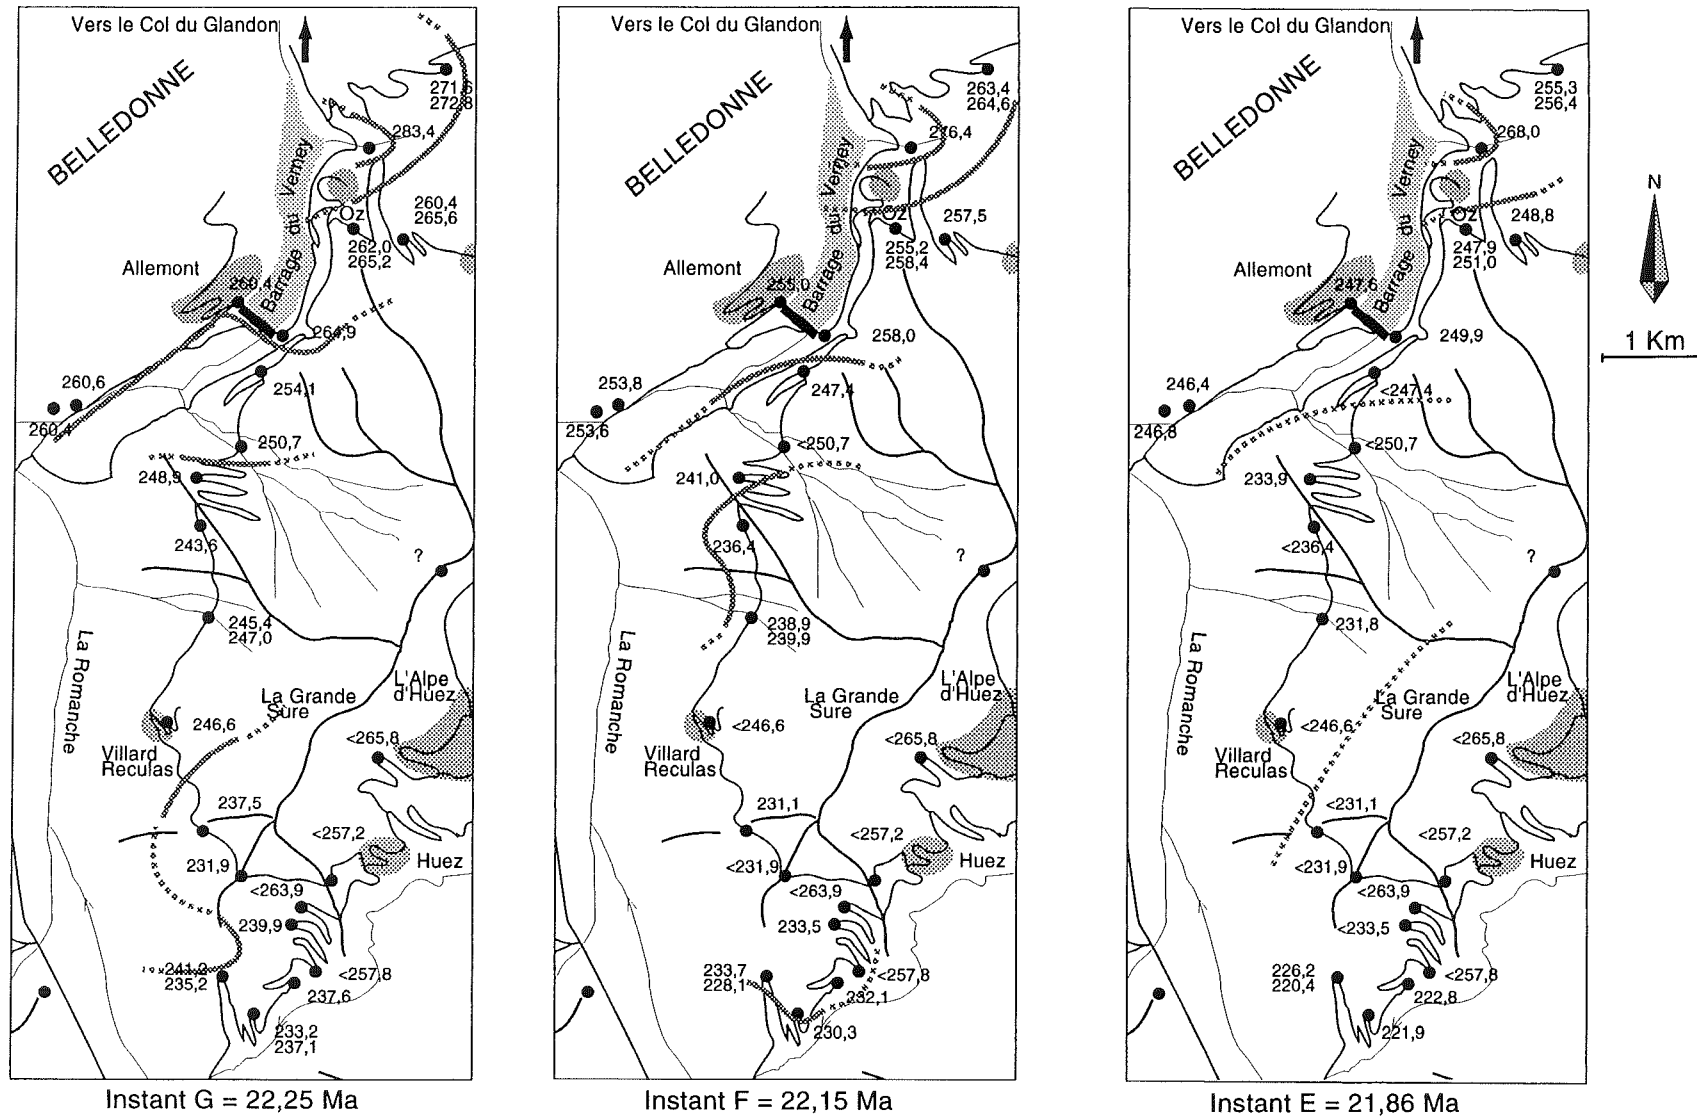 Vers le Col du Glandon
BELLEDONNE
271,6
272,8
283,4
Barrage du Verney
Oz
260,4
265,6
262,0
265,2
Allemont
260,4
264,9
254,1
260,6
260,4
250,7
248,9
243,6
?
245,4
247,0
La Romanche
L'Alpe
d'Huez
La Grande
Sure
246,6
<265,8
Villard
Reculas
237,5
<257,2
231,9
Huez
<263,9
239,9
241,2
235,2
<257,8
237,6
233,2
237,1
Instant G = 22,25 Ma
Vers le Col du Glandon
BELLEDONNE
263,4
264,6
276,4
Barrage du Verney
Oz
257,5
255,2
258,4
Allemont
253,0
258,0
247,4
253,8
253,6
<250,7
241,0
236,4
?
238,9
239,9
La Romanche
L'Alpe
d'Huez
La Grande
Sure
<246,6
<265,8
Villard
Reculas
231,1
<257,2
<231,9
Huez
<263,9
233,5
233,7
228,1
<257,8
232,1
230,3
Instant F = 22,15 Ma
Vers le Col du Glandon
BELLEDONNE
255,3
256,4
268,0
Barrage du Verney
Oz
248,8
247,9
251,0
Allemont
247,6
249,9
<247,4
246,4
246,8
<250,7
233,9
<236,4
?
231,8
La Romanche
L'Alpe
d'Huez
La Grande
Sure
<246,6
<265,8
Villard
Reculas
<231,1
<257,2
<231,9
Huez
<263,9
<233,5
226,2
220,4
<257,8
222,8
221,9
Instant E = 21,86 Ma
N
1 Km